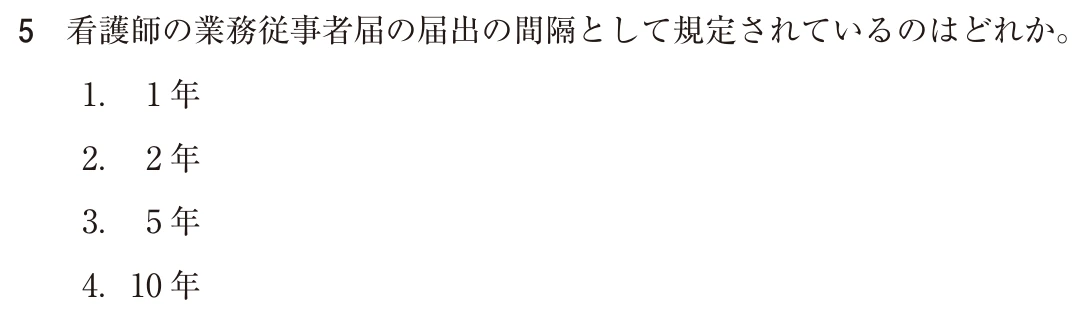 5 看護師の業務従事者届の届出の間隔として規定されているのはどれか。
1. 1年
2. 2年
3. 5年
4. 10年